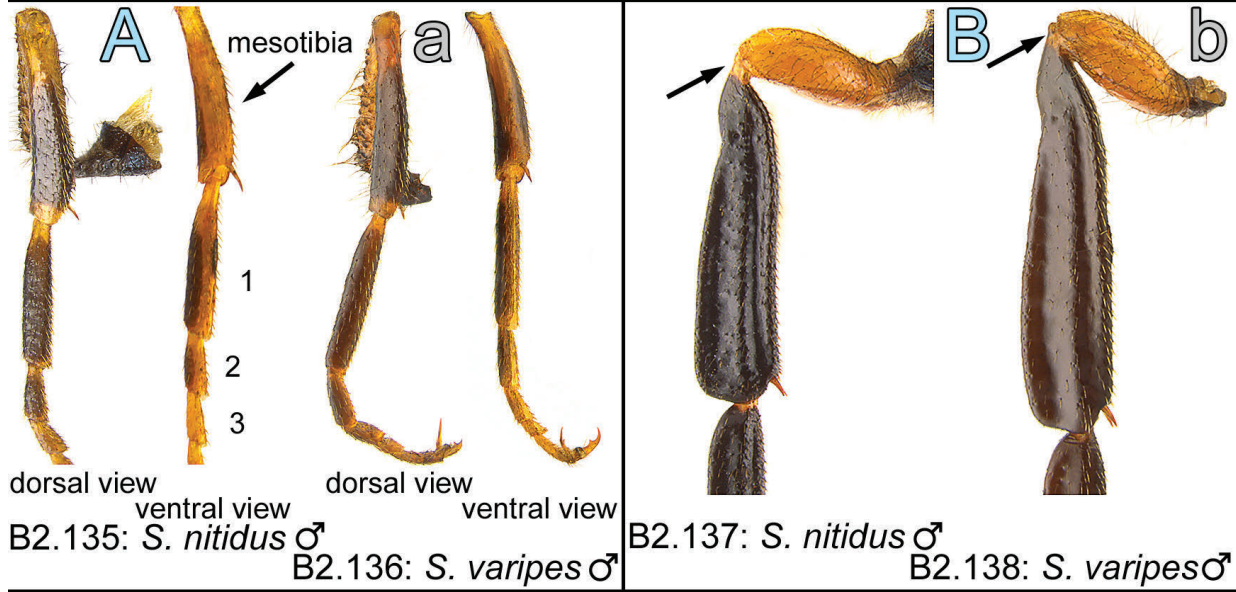 A
mesotibia
a
1
2
3
dorsal view
ventral view
dorsal view
ventral view
B2.135: S. nitidus ♂
B2.136: S. varipes ♂
B
b
B2.137: S. nitidus ♂
B2.138: S. varipes♂